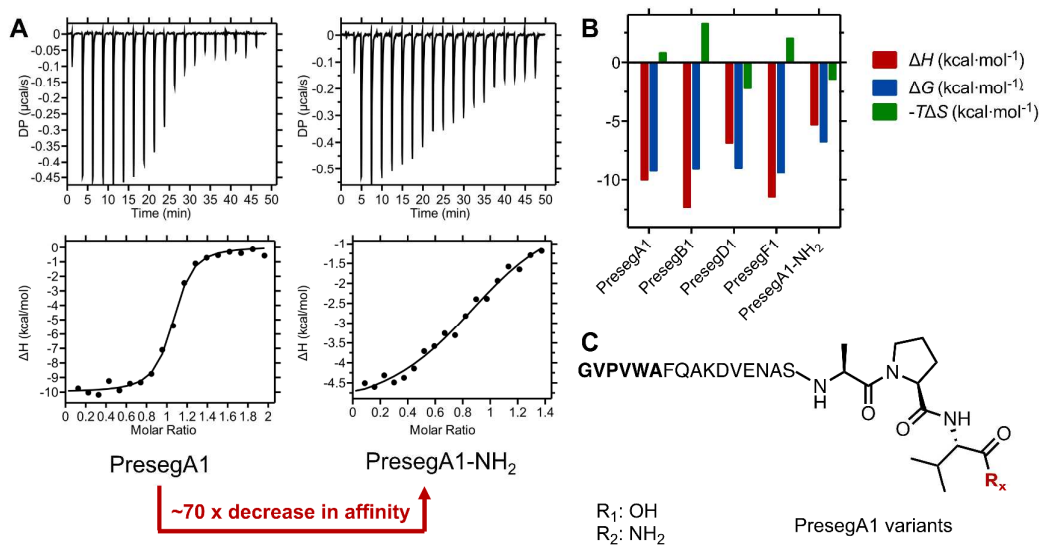 A
0
-0.05
-0.1
-0.15
-0.2
-0.25
-0.3
-0.35
-0.4
-0.45
DP (µcal/s)
0 5 10 15 20 25 30 35 40 45 50
Time (min)
0
-0.1
-0.2
-0.3
-0.4
-0.5
DP (µcal/s)
0 5 10 15 20 25 30 35 40 45 50
Time (min)
0
-1
-2
-3
-4
-5
-6
-7
-8
-9
-10
ΔH (kcal/mol)
0 0.2 0.4 0.6 0.8 1 1.2 1.4 1.6 1.8 2
Molar Ratio
-1
-1.5
-2
-2.5
-3
-3.5
-4
-4.5
ΔH (kcal/mol)
0 0.2 0.4 0.6 0.8 1 1.2 1.4
Molar Ratio
PresegA1
PresegA1-NH₂
~70 x decrease in affinity
B
0
-5
-10
PresegA1
PresegB1
PresegD1
PresegF1
PresegA1-NH₂
ΔH (kcal·mol⁻¹)
ΔG (kcal·mol⁻¹)
-TΔS (kcal·mol⁻¹)
C
GVPVWAFQAKDVENAS
N
H
O
N
O
NH
O
Rₓ
R₁: OH
R₂: NH₂
PresegA1 variants